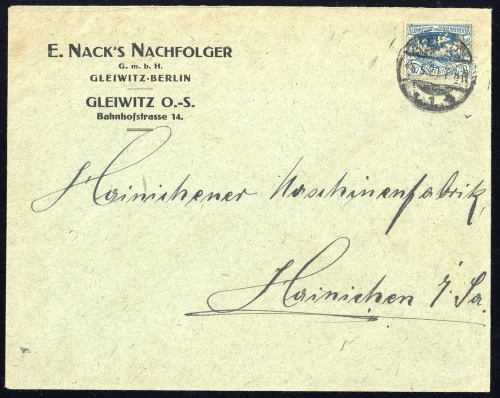 E. NACK'S NACHFOLGER
G. m. b. H.
GLEIWITZ-BERLIN
GLEIWITZ O.-S.
Bahnhofstrasse 14.
Hainichener Maschinenfabrik,
Hainichen i/Sa.